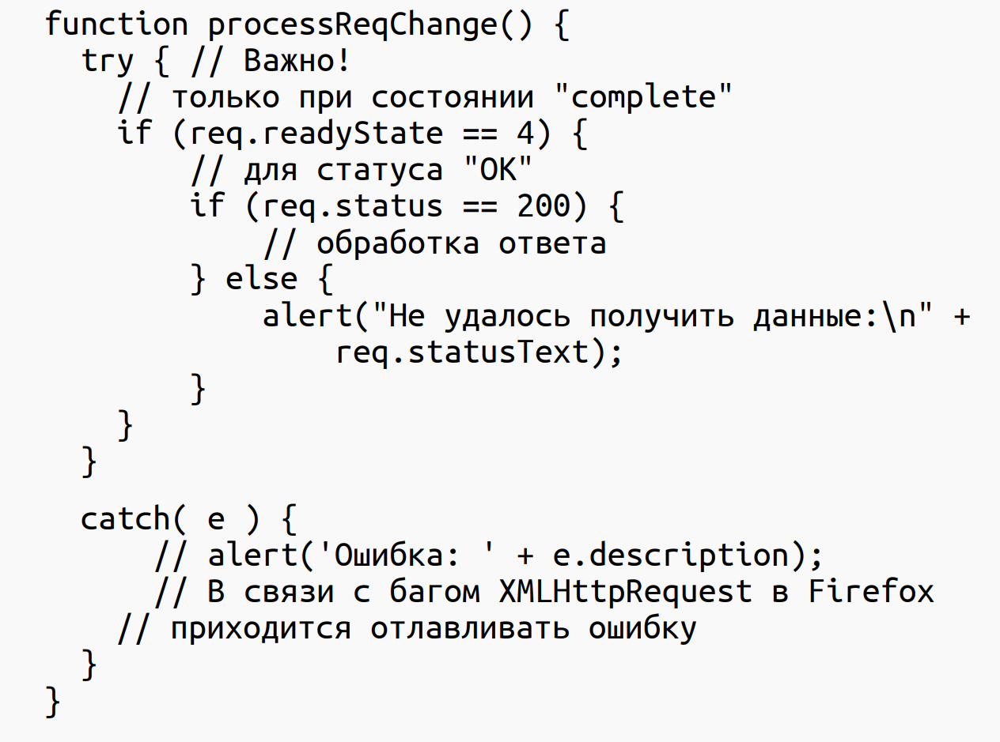 function processReqChange() {
try { // Важно!
// только при состоянии "complete"
if (req.readyState == 4) {
// для статуса "OK"
if (req.status == 200) {
// обработка ответа
} else {
alert("Не удалось получить данные:\n" +
req.statusText);
}
}
}
catch( e ) {
// alert('Ошибка: ' + e.description);
// В связи с багом XMLHttpRequest в Firefox
// приходится отлавливать ошибку
}
}